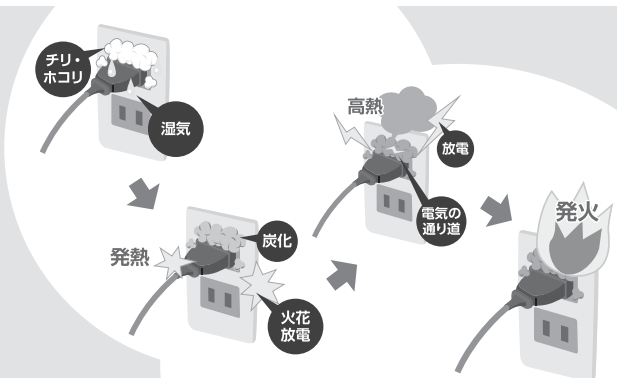 チリ・
ホコリ
湿気
発熱
炭化
火花
放電
高熱
放電
電気の
通り道
発火